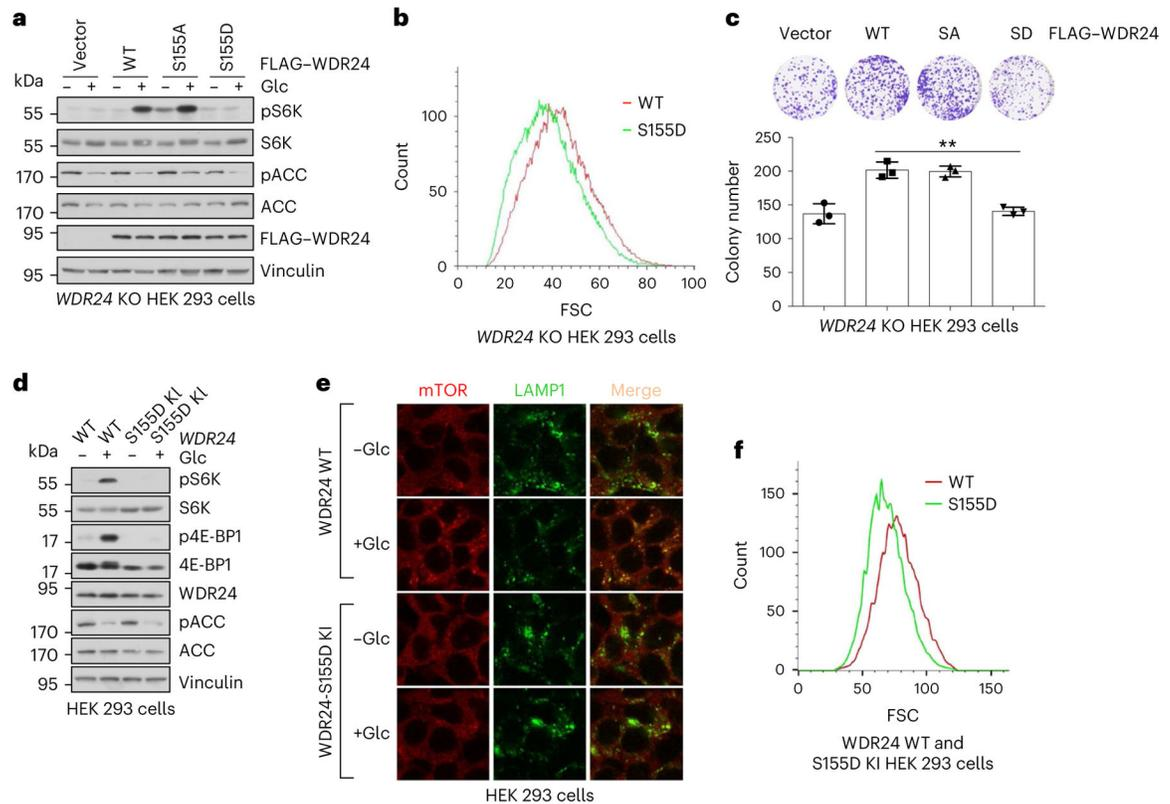 a
Vector
WT
S155A
S155D
FLAG–WDR24
kDa
– + – + – + – + Glc
55 pS6K
55 S6K
170 pACC
170 ACC
95 FLAG–WDR24
95 Vinculin
WDR24 KO HEK 293 cells
b
WT
S155D
Count
100
50
0
0 20 40 60 80 100
FSC
WDR24 KO HEK 293 cells
c
Vector WT SA SD FLAG–WDR24
**
Colony number
250
200
150
100
50
0
WDR24 KO HEK 293 cells
d
WT
WT
S155D KI
S155D KI
WDR24
kDa
– + – + Glc
55 pS6K
55 S6K
17 p4E-BP1
17 4E-BP1
95 WDR24
170 pACC
170 ACC
95 Vinculin
HEK 293 cells
e
mTOR LAMP1 Merge
WDR24 WT
–Glc
+Glc
WDR24-S155D KI
–Glc
+Glc
HEK 293 cells
f
WT
S155D
Count
150
100
50
0
0 50 100 150
FSC
WDR24 WT and
S155D KI HEK 293 cells